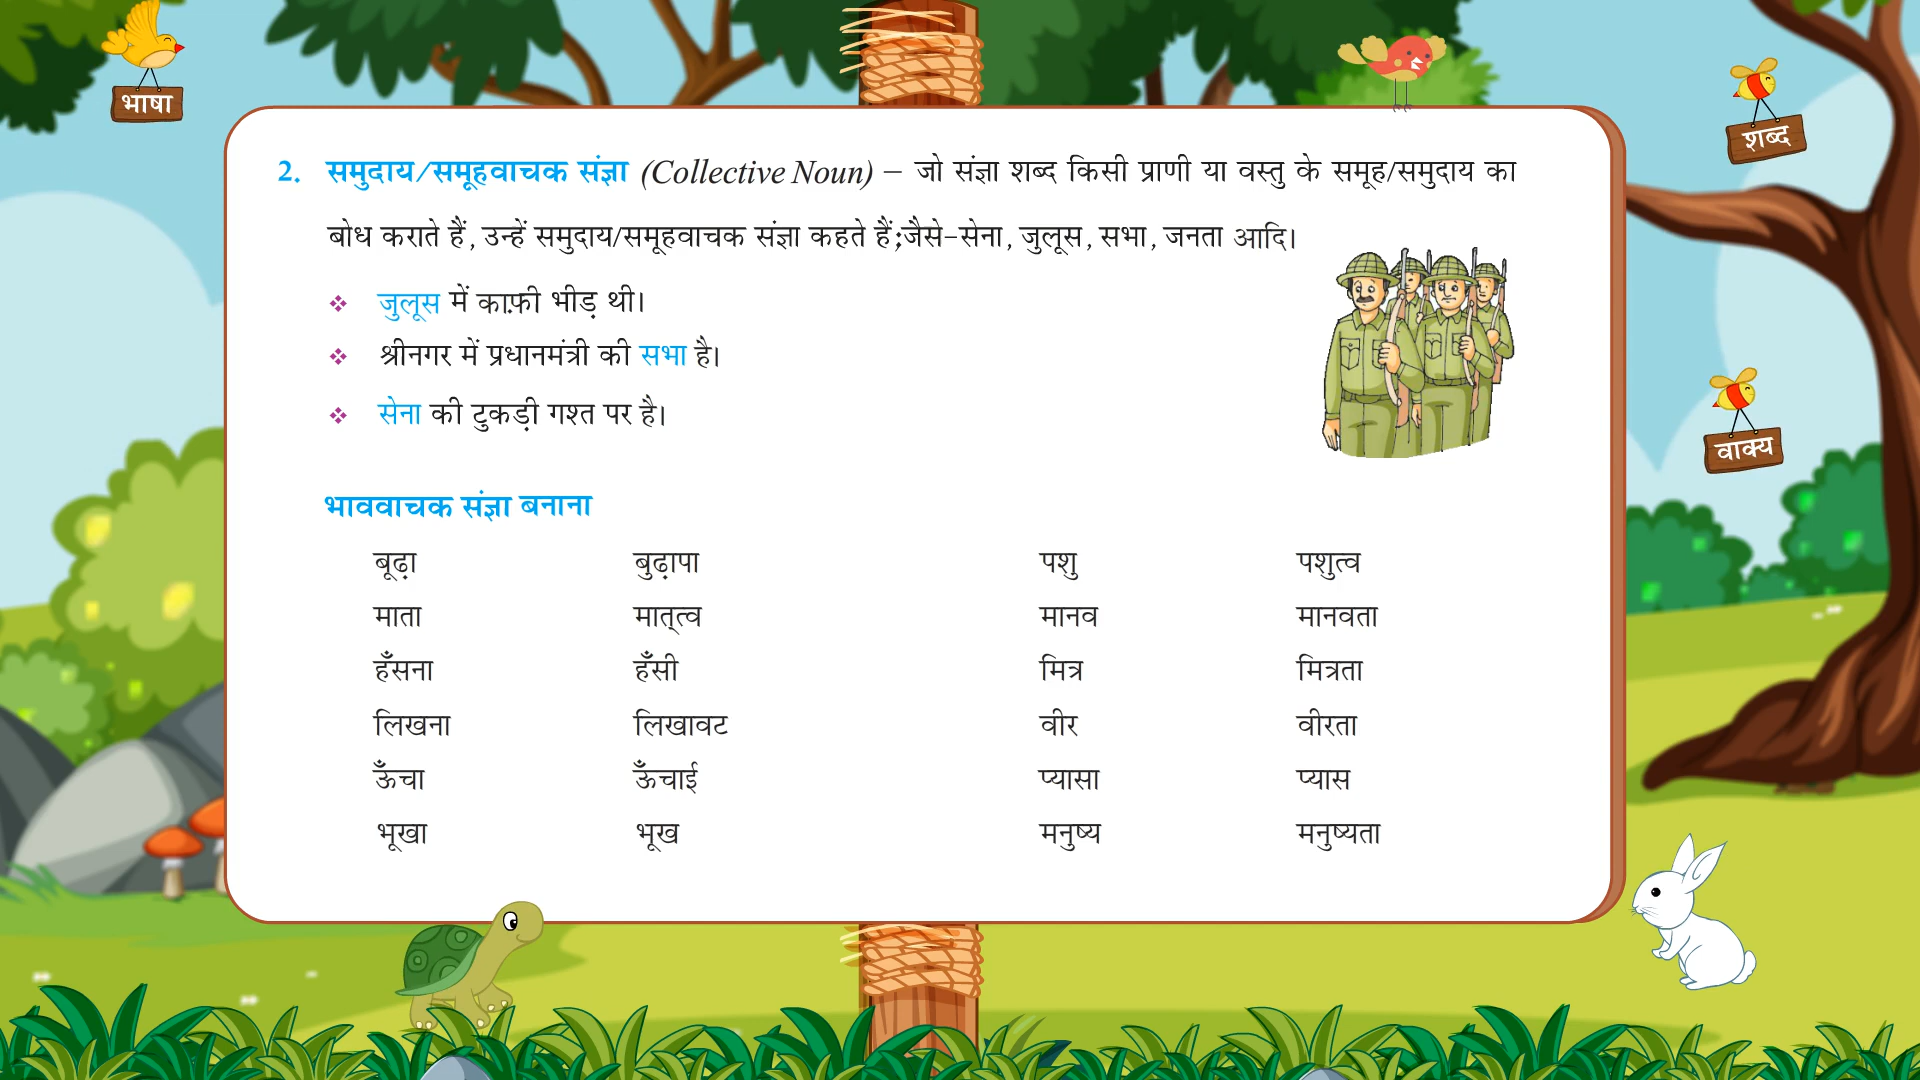 भाषा
शब्द
वाक्य
2. समुदाय/समूहवाचक संज्ञा (Collective Noun) – जो संज्ञा शब्द किसी प्राणी या वस्तु के समूह/समुदाय का
बोध कराते हैं, उन्हें समुदाय/समूहवाचक संज्ञा कहते हैं;जैसे–सेना, जुलूस, सभा, जनता आदि।
❖ जुलूस में काफ़ी भीड़ थी।
❖ श्रीनगर में प्रधानमंत्री की सभा है।
❖ सेना की टुकड़ी गश्त पर है।
भाववाचक संज्ञा बनाना
बूढ़ा बुढ़ापा पशु पशुत्व
माता मात्त्व मानव मानवता
हँसना हँसी मित्र मित्रता
लिखना लिखावट वीर वीरता
ऊँचा ऊँचाई प्यासा प्यास
भूखा भूख मनुष्य मनुष्यता